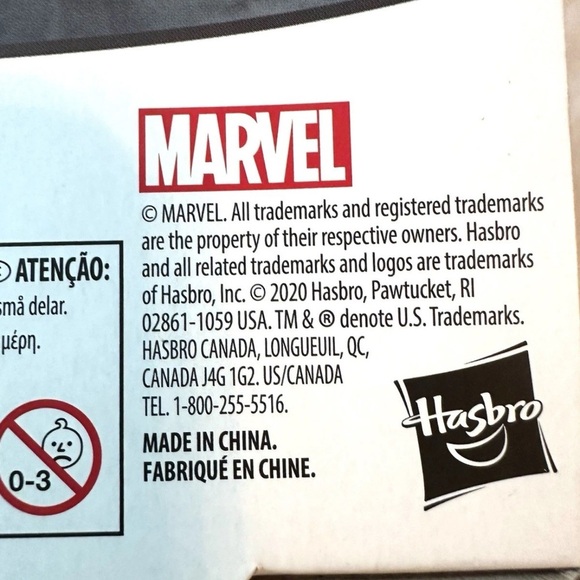 MARVEL
© MARVEL. All trademarks and registered trademarks
are the property of their respective owners. Hasbro
and all related trademarks and logos are trademarks
of Hasbro, Inc. © 2020 Hasbro, Pawtucket, RI
02861-1059 USA. TM & ® denote U.S. Trademarks.
HASBRO CANADA, LONGUEUIL, QC,
CANADA J4G 1G2. US/CANADA
TEL. 1-800-255-5516.
MADE IN CHINA.
FABRIQUÉ EN CHINE.
Hasbro
ATENÇÃO:
små delar.
μέρη.
0-3